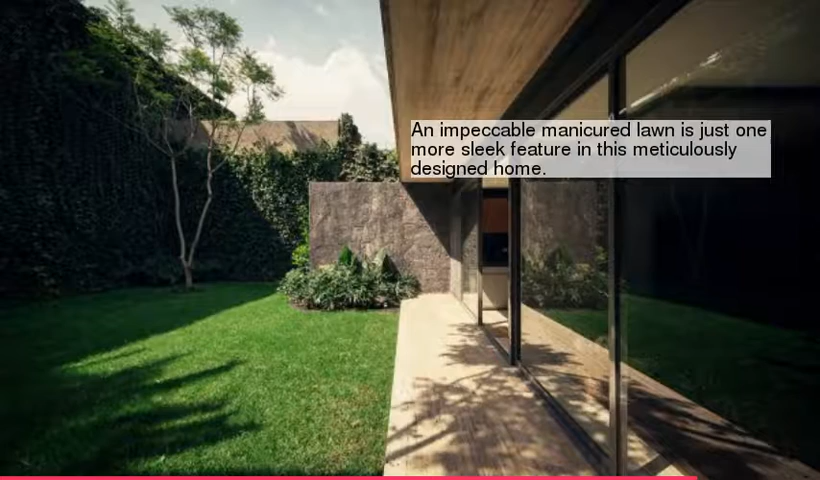 An impeccable manicured lawn is just one
more sleek feature in this meticulously
designed home.